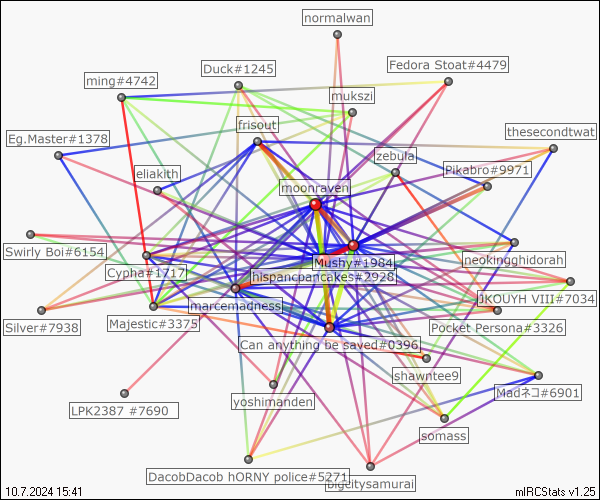 normalwan
Fedora Stoat#4479
Duck#1245
ming#4742
mukszi
frisout
thesecondtwat
Eg.Master#1378
zebula
Pikabro#9971
eliakith
moonraven
Swirly Boi#6154
Mushy#1984
neokingghidorah
Cypha#1717
hispancpancakes#2928
JKOUYH VIII#7034
marcemadness
Silver#7938
Majestic#3375
Pocket Persona#3326
Can anything be saved#0396
shawntee9
Madネコ#6901
LPK2387 #7690
yoshimanden
somass
DacobDacob hORNY police#5271
bigcitysamurai
10.7.2024 15:41
mIRCStats v1.25